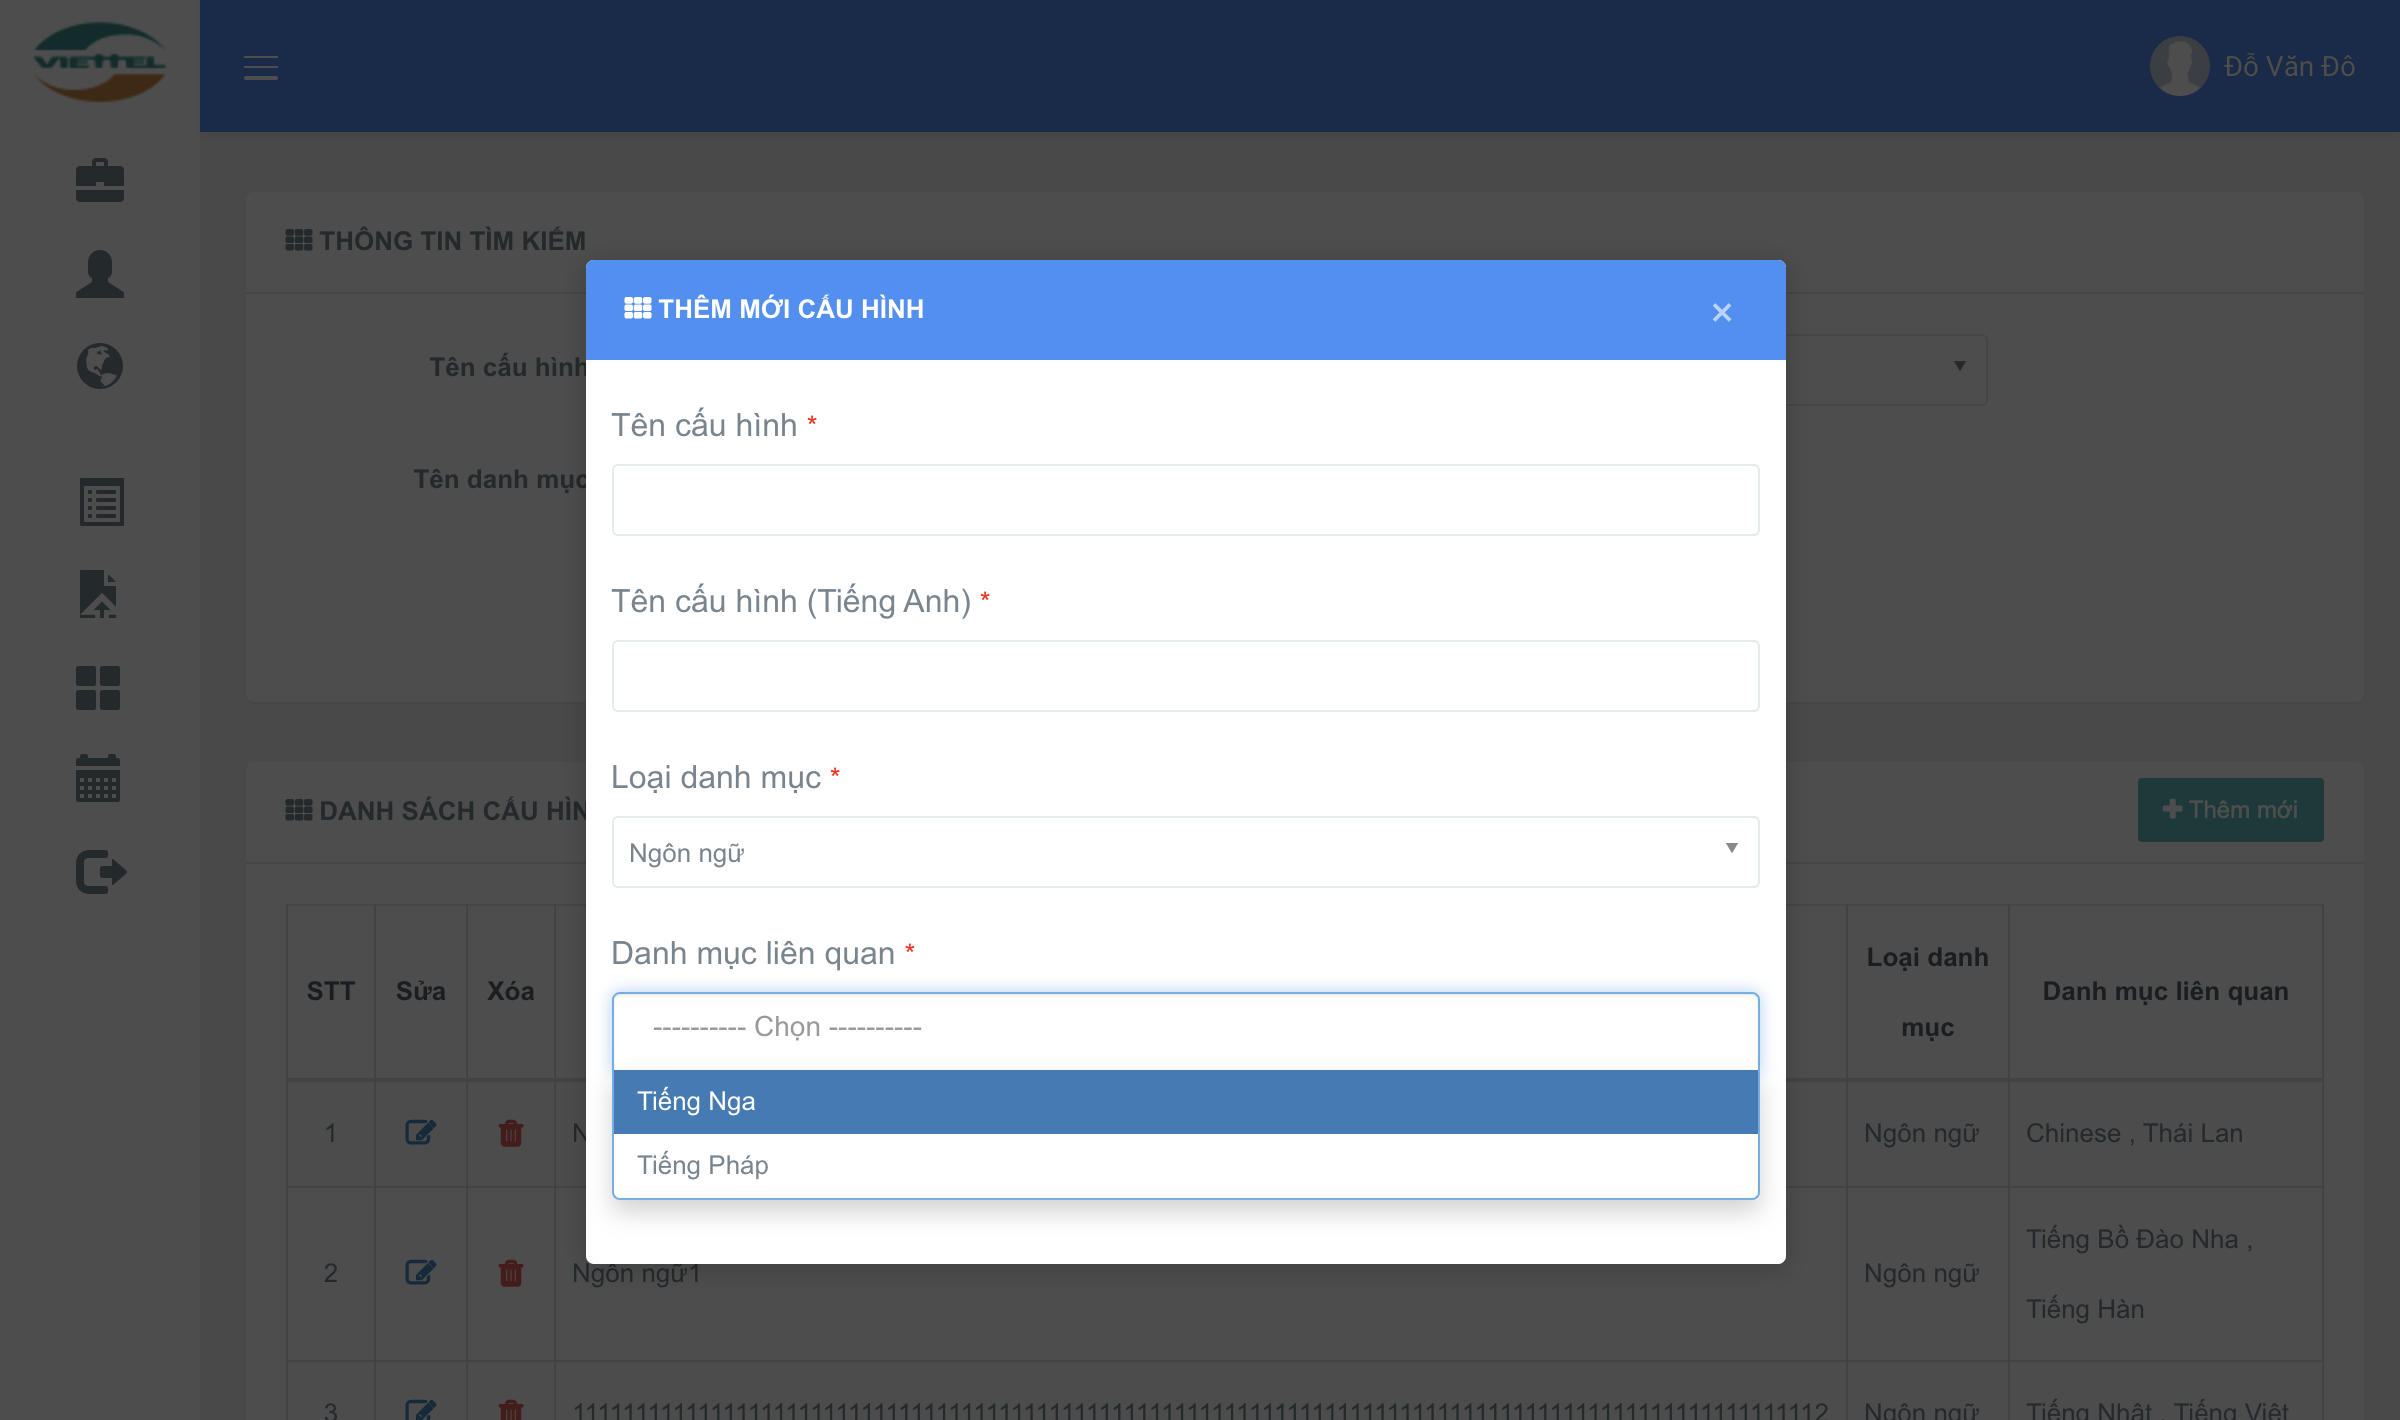 VIETTEL
Đỗ Văn Đô
THÔNG TIN TÌM KIẾM
THÊM MỚI CẤU HÌNH
×
Tên cấu hình
Tên cấu hình *
Tên danh mục
Tên cấu hình (Tiếng Anh) *
Loại danh mục *
DANH SÁCH CẤU HÌN
Thêm mới
Ngôn ngữ
Danh mục liên quan *
STT Sửa Xóa Loại danh mục Danh mục liên quan
---------- Chọn ----------
Tiếng Nga
Tiếng Pháp
1 N Ngôn ngữ Chinese , Thái Lan
2 Ngôn ngữ1 Ngôn ngữ Tiếng Bồ Đào Nha ,
Tiếng Hàn
3 Ngôn ngữ Tiếng Nhật , Tiếng Việt